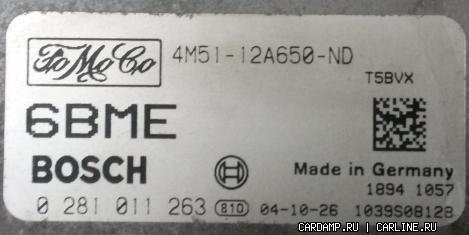 FoMoCo 4M51-12A650-ND
T5BVX
6BME
BOSCH
Made in Germany
1894 1057
0 281 011 263 810 04-10-26 1039S08128
CARDAMP.RU | CARLINE.RU